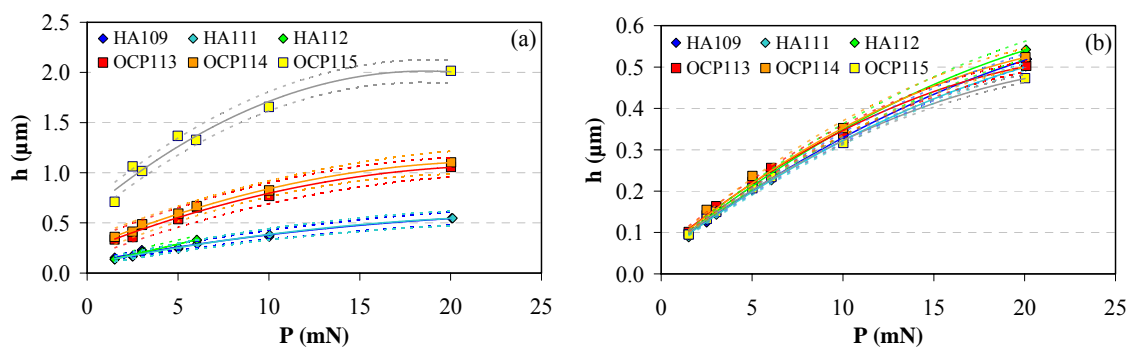 2.5
2.0
1.5
1.0
0.5
0.0
h (µm)
HA109 HA111 HA112
OCP113 OCP114 OCP115
(a)
0 5 10 15 20 25
P (mN)
0.6
0.5
0.4
0.3
0.2
0.1
0.0
h (µm)
HA109 HA111 HA112
OCP113 OCP114 OCP115
(b)
0 5 10 15 20 25
P (mN)